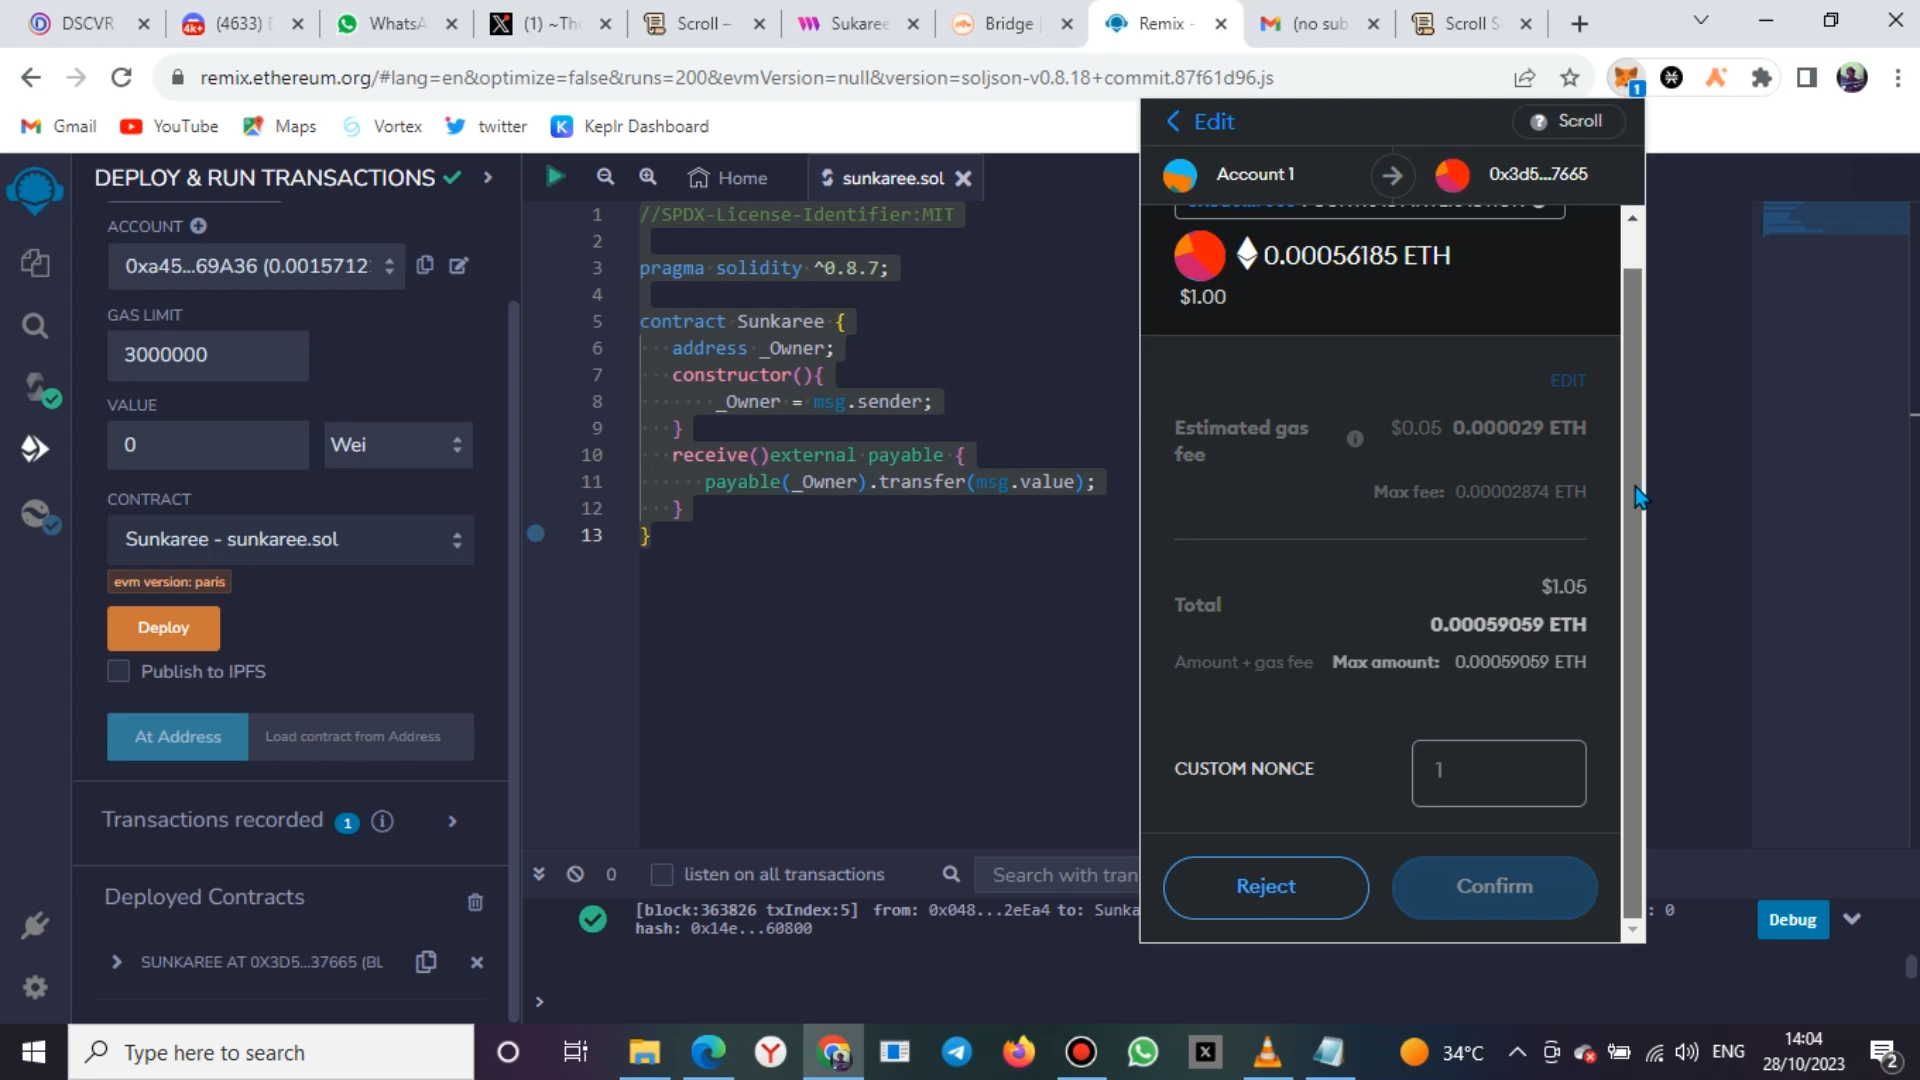 DSCVR
(4633) D
WhatsA
(1) ~The
Scroll –
Sukaree
Bridge |
Remix -
(no sub
Scroll S
remix.ethereum.org/#lang=en&optimize=false&runs=200&evmVersion=null&version=soljson-v0.8.18+commit.87f61d96.js
1
Gmail
YouTube
Maps
Vortex
twitter
Keplr Dashboard
DEPLOY & RUN TRANSACTIONS
ACCOUNT
0xa45...69A36 (0.0015712
GAS LIMIT
3000000
VALUE
0
Wei
CONTRACT
Sunkaree - sunkaree.sol
evm version: paris
Deploy
Publish to IPFS
At Address
Load contract from Address
Transactions recorded 1
Deployed Contracts
SUNKAREE AT 0X3D5...37665 (BL
Home
sunkaree.sol
1 //SPDX-License-Identifier:MIT
2
3 pragma solidity ^0.8.7;
4
5 contract Sunkaree {
6 address _Owner;
7 constructor(){
8 _Owner = msg.sender;
9 }
10 receive()external payable {
11 payable(_Owner).transfer(msg.value);
12 }
13 }
0
listen on all transactions
Search with tran
[block:363826 txIndex:5] from: 0x048...2eEa4 to: Sunka
: 0
hash: 0x14e...60800
Debug
>
Edit
Scroll
Account 1
0x3d5...7665
0.00056185 ETH
$1.00
EDIT
Estimated gas fee
$0.05 0.000029 ETH
Max fee: 0.00002874 ETH
Total
$1.05
0.00059059 ETH
Amount + gas fee Max amount: 0.00059059 ETH
CUSTOM NONCE
1
Reject
Confirm
Type here to search
34°C
ENG
14:04
28/10/2023
2